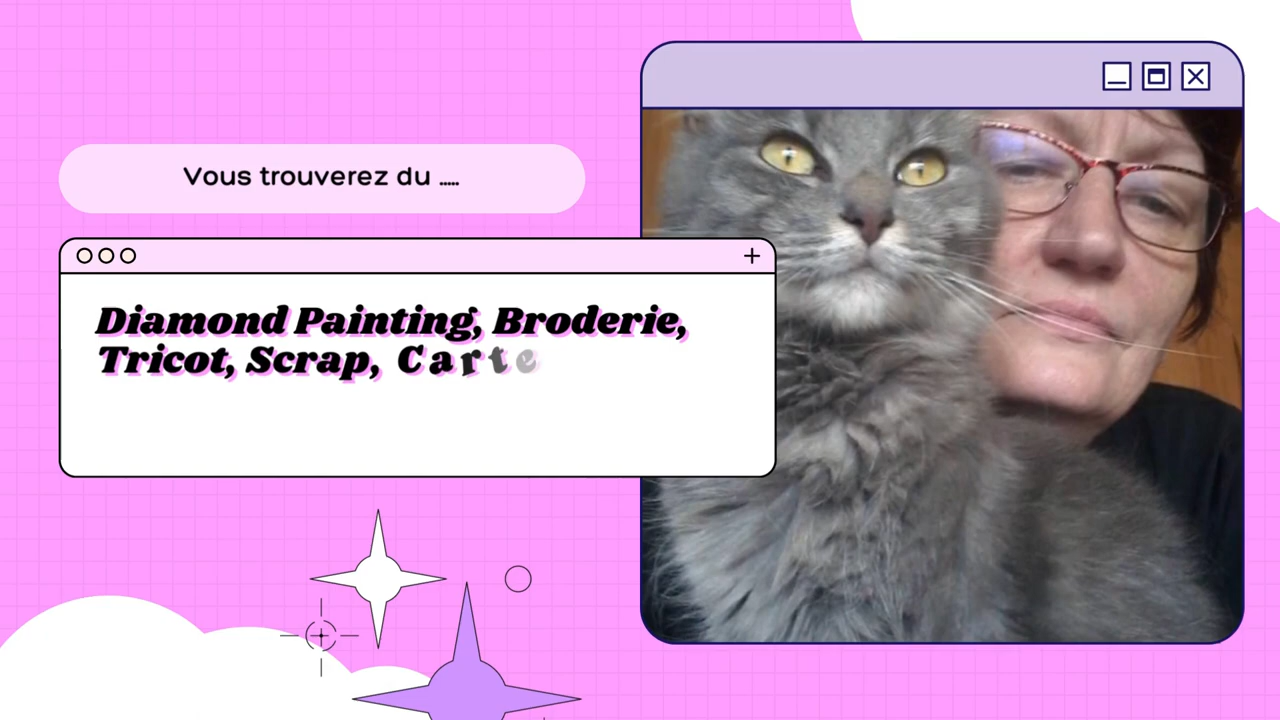 Vous trouverez du .....
Diamond Painting, Broderie,
Tricot, Scrap, Carte